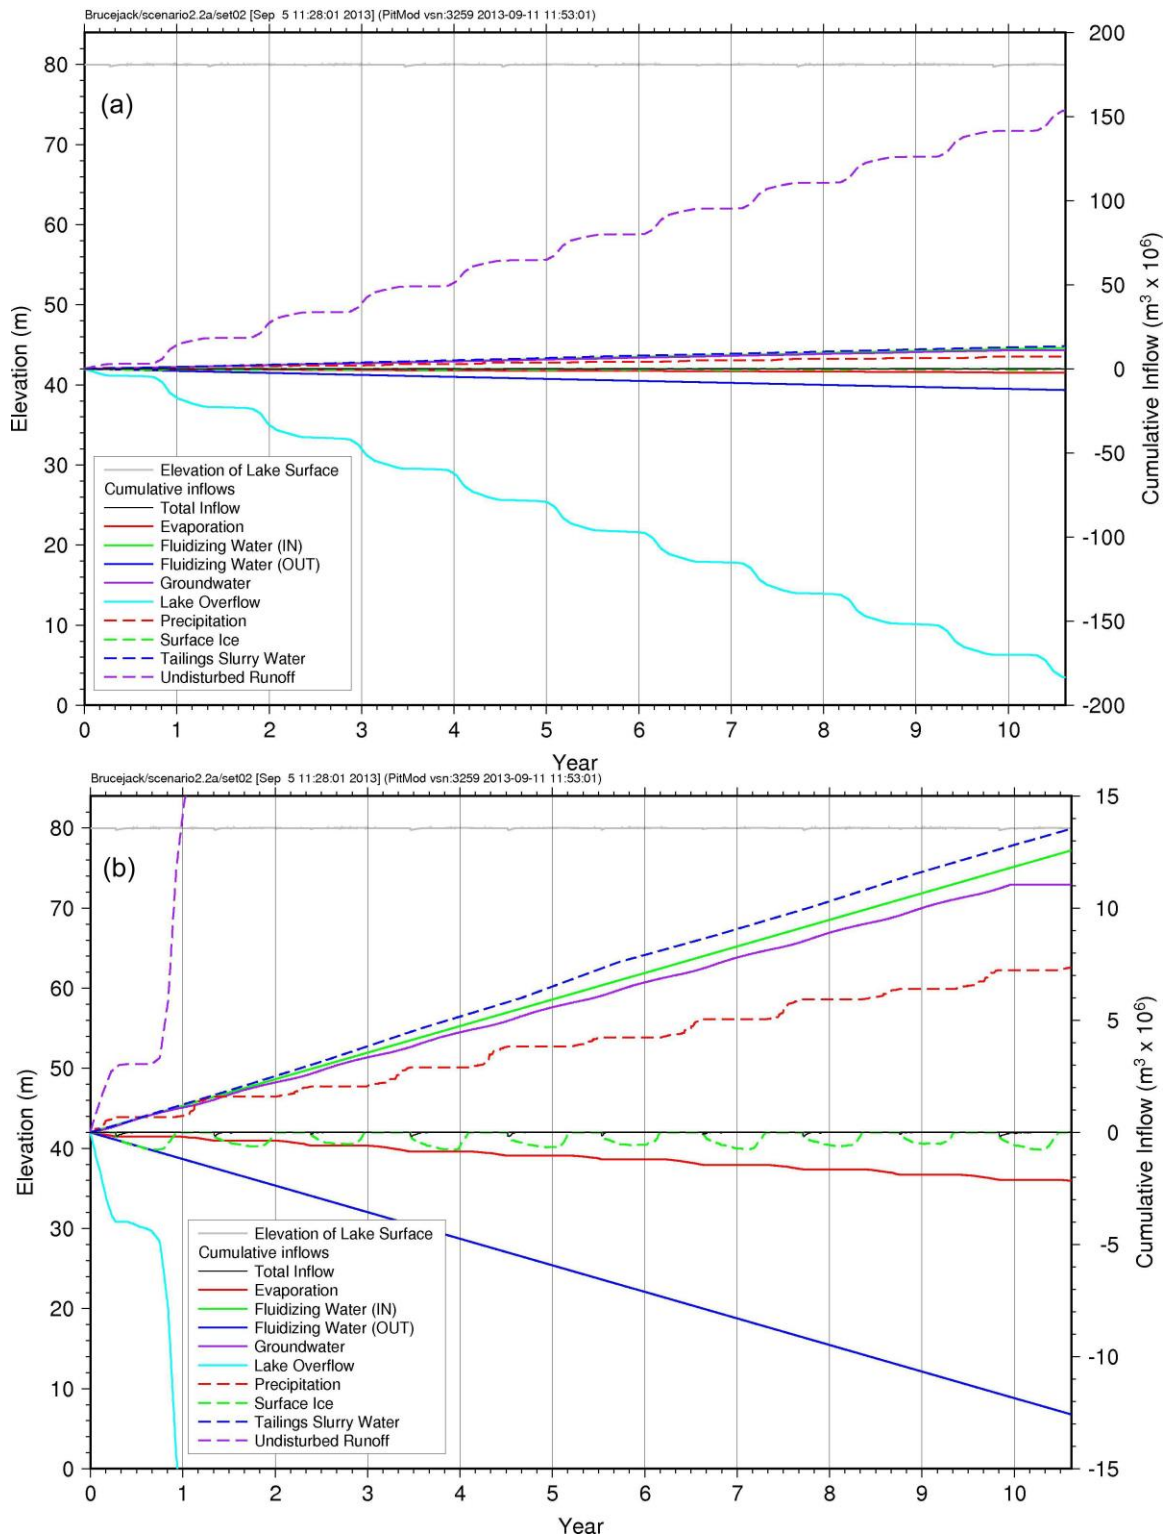 Brucejack/scenario2.2a/set02 [Sep 5 11:28:01 2013] (PitMod vsn:3259 2013-09-11 11:53:01)
(a)
Elevation (m)
80
70
60
50
40
30
20
10
0
200
150
100
50
0
-50
-100
-150
-200
Cumulative Inflow (m³ x 10⁶)
Elevation of Lake Surface
Cumulative inflows
Total Inflow
Evaporation
Fluidizing Water (IN)
Fluidizing Water (OUT)
Groundwater
Lake Overflow
Precipitation
Surface Ice
Tailings Slurry Water
Undisturbed Runoff
0 1 2 3 4 5 6 7 8 9 10
Year
Brucejack/scenario2.2a/set02 [Sep 5 11:28:01 2013] (PitMod vsn:3259 2013-09-11 11:53:01)
(b)
Elevation (m)
80
70
60
50
40
30
20
10
0
15
10
5
0
-5
-10
-15
Cumulative Inflow (m³ x 10⁶)
Elevation of Lake Surface
Cumulative inflows
Total Inflow
Evaporation
Fluidizing Water (IN)
Fluidizing Water (OUT)
Groundwater
Lake Overflow
Precipitation
Surface Ice
Tailings Slurry Water
Undisturbed Runoff
0 1 2 3 4 5 6 7 8 9 10
Year